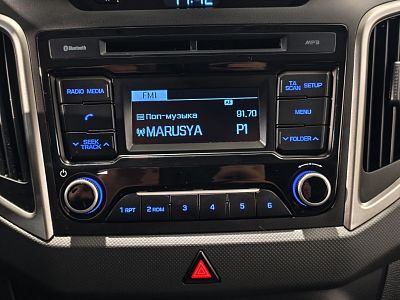 Bluetooth MP3
RADIO MEDIA
FM1
AF
TA SCAN SETUP
Поп-музыка 91.70
MARUSYA P1
MENU
SEEK TRACK
FOLDER
1 RPT 2 RDM 3 4 5 6